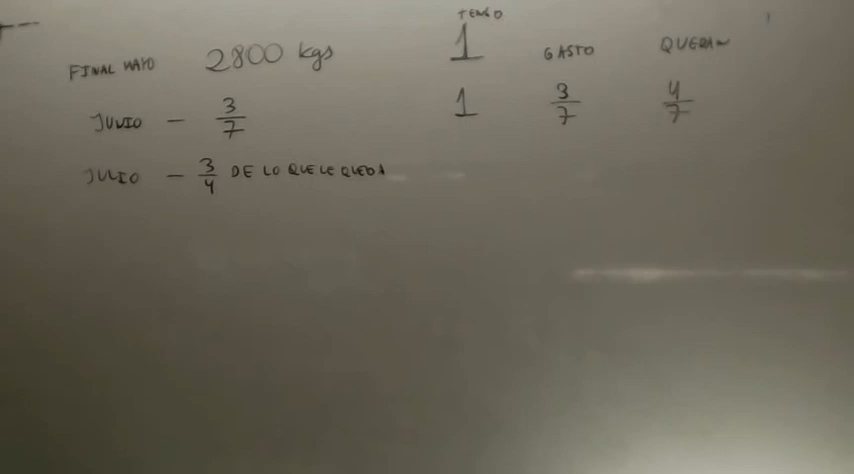 TENGO
FINAL MAYO 2800 kgs 1 GASTO QUEDAN
JUNIO - 3/7 1 3/7 4/7
JULIO - 3/4 DE LO QUE LE QUEDA